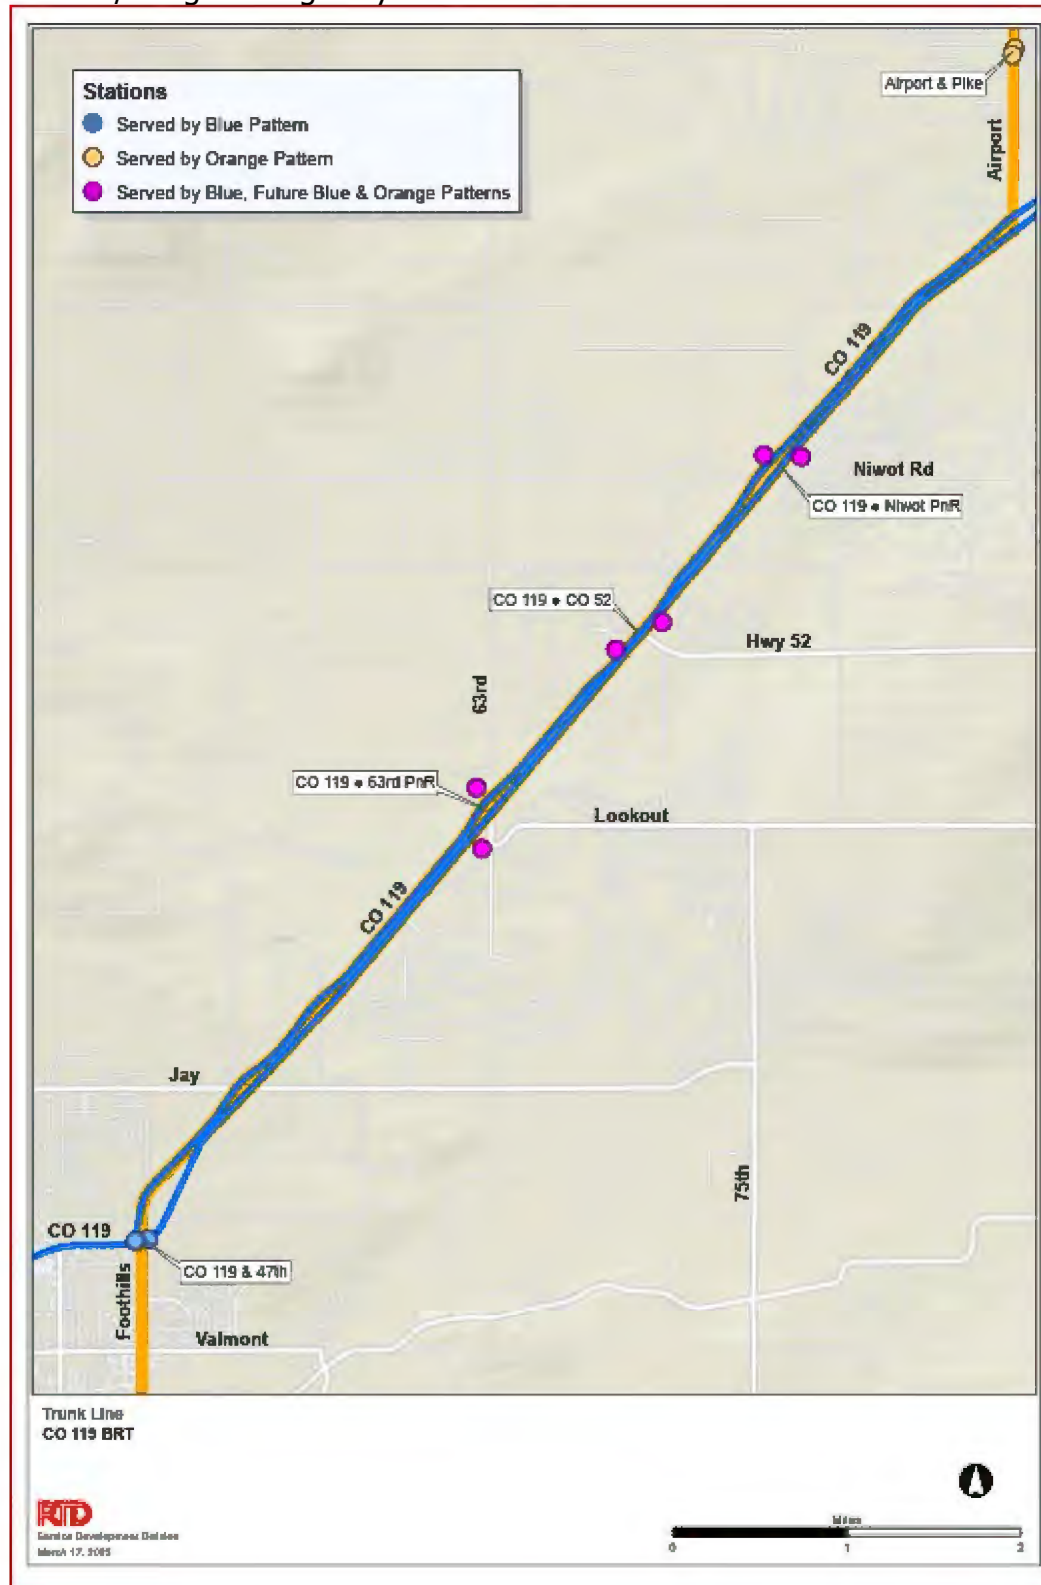 Stations
Served by Blue Pattern
Served by Orange Pattern
Served by Blue, Future Blue & Orange Patterns
Airport & Pike
Airport
CO 119
Niwot Rd
CO 119 • Niwot PnR
CO 119 • CO 52
Hwy 52
63rd
CO 119 • 63rd PnR
Lookout
CO 119
Jay
75th
CO 119
CO 119 & 47th
Foothills
Valmont
Trunk Line
CO 119 BRT
RTD
Service Development Division
Miles
0 1 2